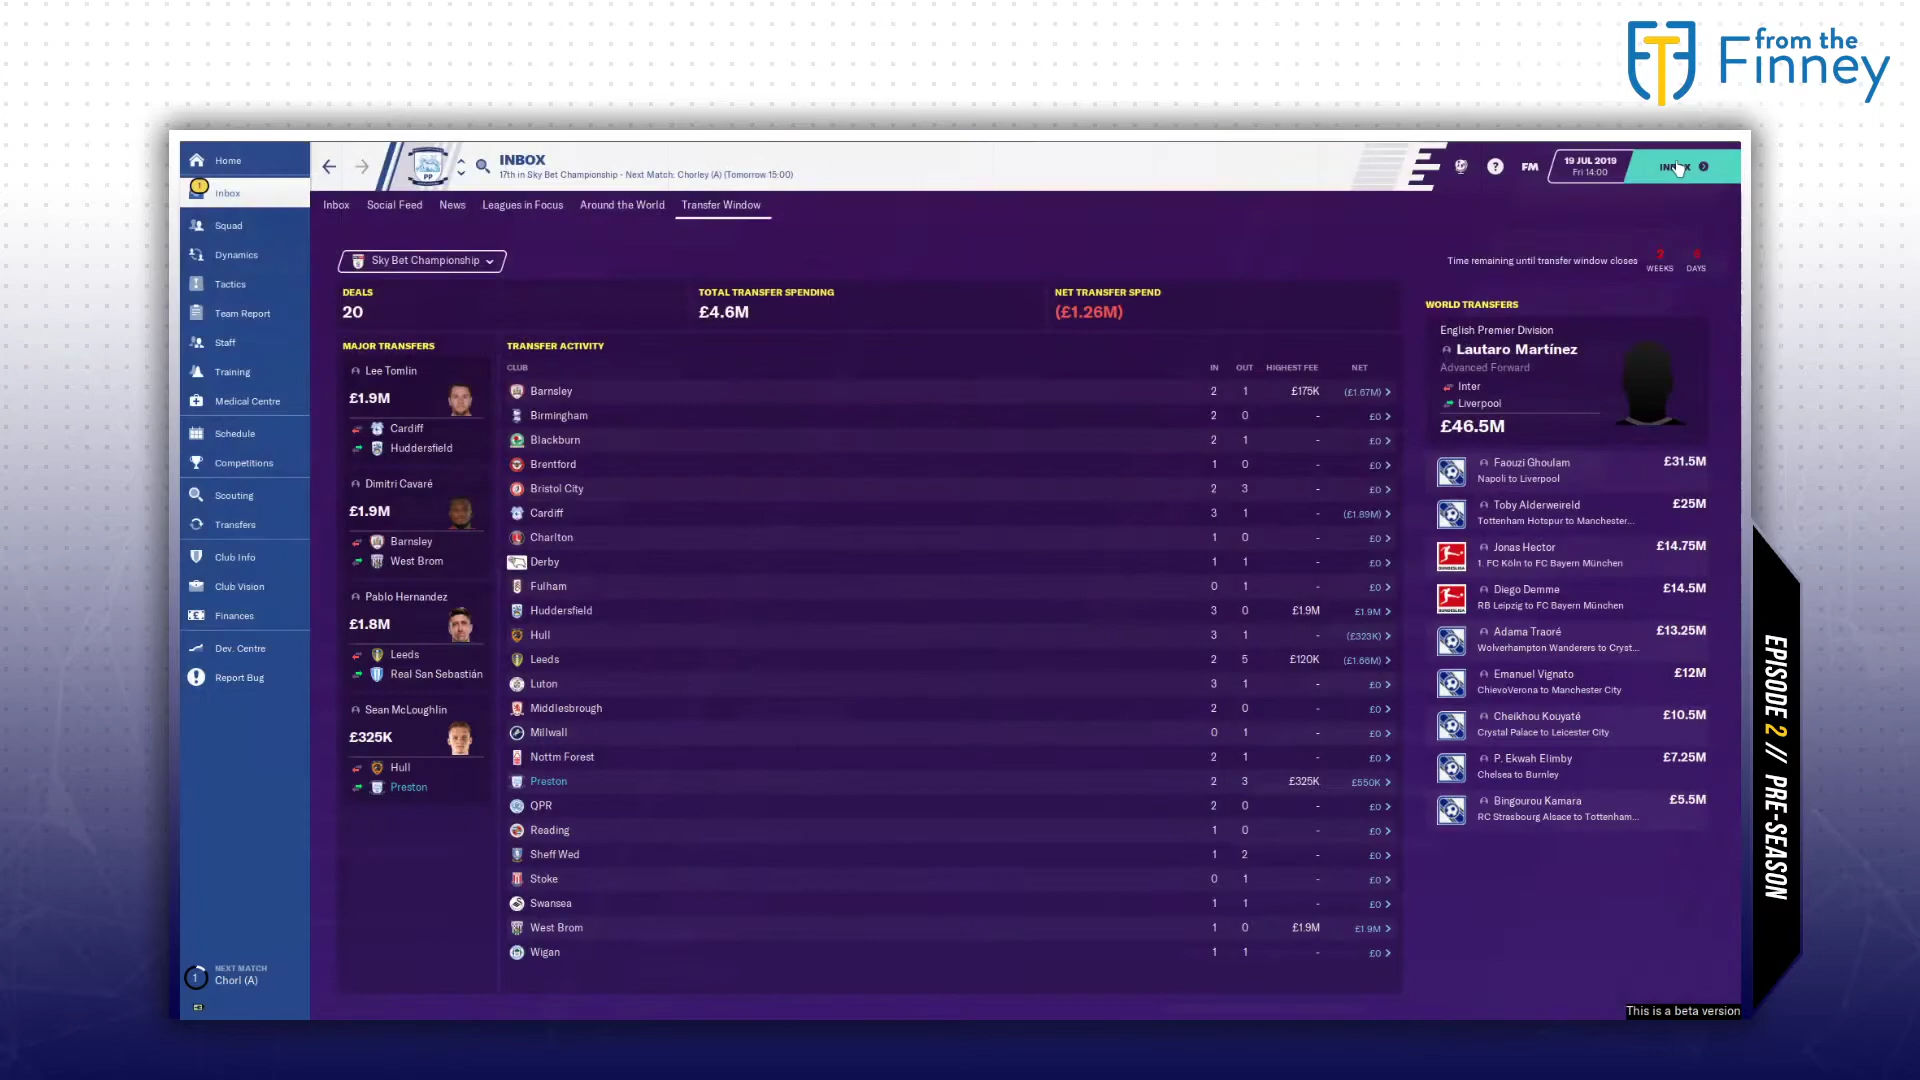 from the
Finney
Home
INBOX
17th in Sky Bet Championship - Next Match: Chorley (A) (Tomorrow 15:00)
FM
19 JUL 2019
Fri 14:00
1
Inbox
Inbox
Social Feed
News
Leagues in Focus
Around the World
Transfer Window
Squad
Dynamics
Tactics
Team Report
Staff
Training
Medical Centre
Schedule
Competitions
Scouting
Transfers
Club Info
Club Vision
Finances
Dev. Centre
Report Bug
1
NEXT MATCH
Chorl (A)
Sky Bet Championship
Time remaining until transfer window closes
WEEKS
DAYS
DEALS
20
TOTAL TRANSFER SPENDING
£4.6M
NET TRANSFER SPEND
(£1.26M)
MAJOR TRANSFERS
Lee Tomlin
£1.9M
Cardiff
Huddersfield
Dimitri Cavaré
£1.9M
Barnsley
West Brom
Pablo Hernandez
£1.8M
Leeds
Real San Sebastián
Sean McLoughlin
£325K
Hull
Preston
TRANSFER ACTIVITY
CLUB IN OUT HIGHEST FEE NET
Barnsley 2 1 £175K (£1.67M)
Birmingham 2 0 - £0
Blackburn 2 1 - £0
Brentford 1 0 - £0
Bristol City 2 3 - £0
Cardiff 3 1 - (£1.89M)
Charlton 1 0 - £0
Derby 1 1 - £0
Fulham 0 1 - £0
Huddersfield 3 0 £1.9M £1.9M
Hull 3 1 - (£323K)
Leeds 2 5 £120K (£1.66M)
Luton 3 1 - £0
Middlesbrough 2 0 - £0
Millwall 0 1 - £0
Nottm Forest 2 1 - £0
Preston 2 3 £325K £550K
QPR 2 0 - £0
Reading 1 0 - £0
Sheff Wed 1 2 - £0
Stoke 0 1 - £0
Swansea 1 1 - £0
West Brom 1 0 £1.9M £1.9M
Wigan 1 1 - £0
WORLD TRANSFERS
English Premier Division
Lautaro Martínez
Advanced Forward
Inter
Liverpool
£46.5M
Faouzi Ghoulam £31.5M
Napoli to Liverpool
Toby Alderweireld £25M
Tottenham Hotspur to Manchester...
Jonas Hector £14.75M
1. FC Köln to FC Bayern München
Diego Demme £14.5M
RB Leipzig to FC Bayern München
Adama Traoré £13.25M
Wolverhampton Wanderers to Cryst...
Emanuel Vignato £12M
ChievoVerona to Manchester City
Cheikhou Kouyaté £10.5M
Crystal Palace to Leicester City
P. Ekwah Elimby £7.25M
Chelsea to Burnley
Bingourou Kamara £5.5M
RC Strasbourg Alsace to Tottenham...
This is a beta version
EPISODE 2 // PRE-SEASON